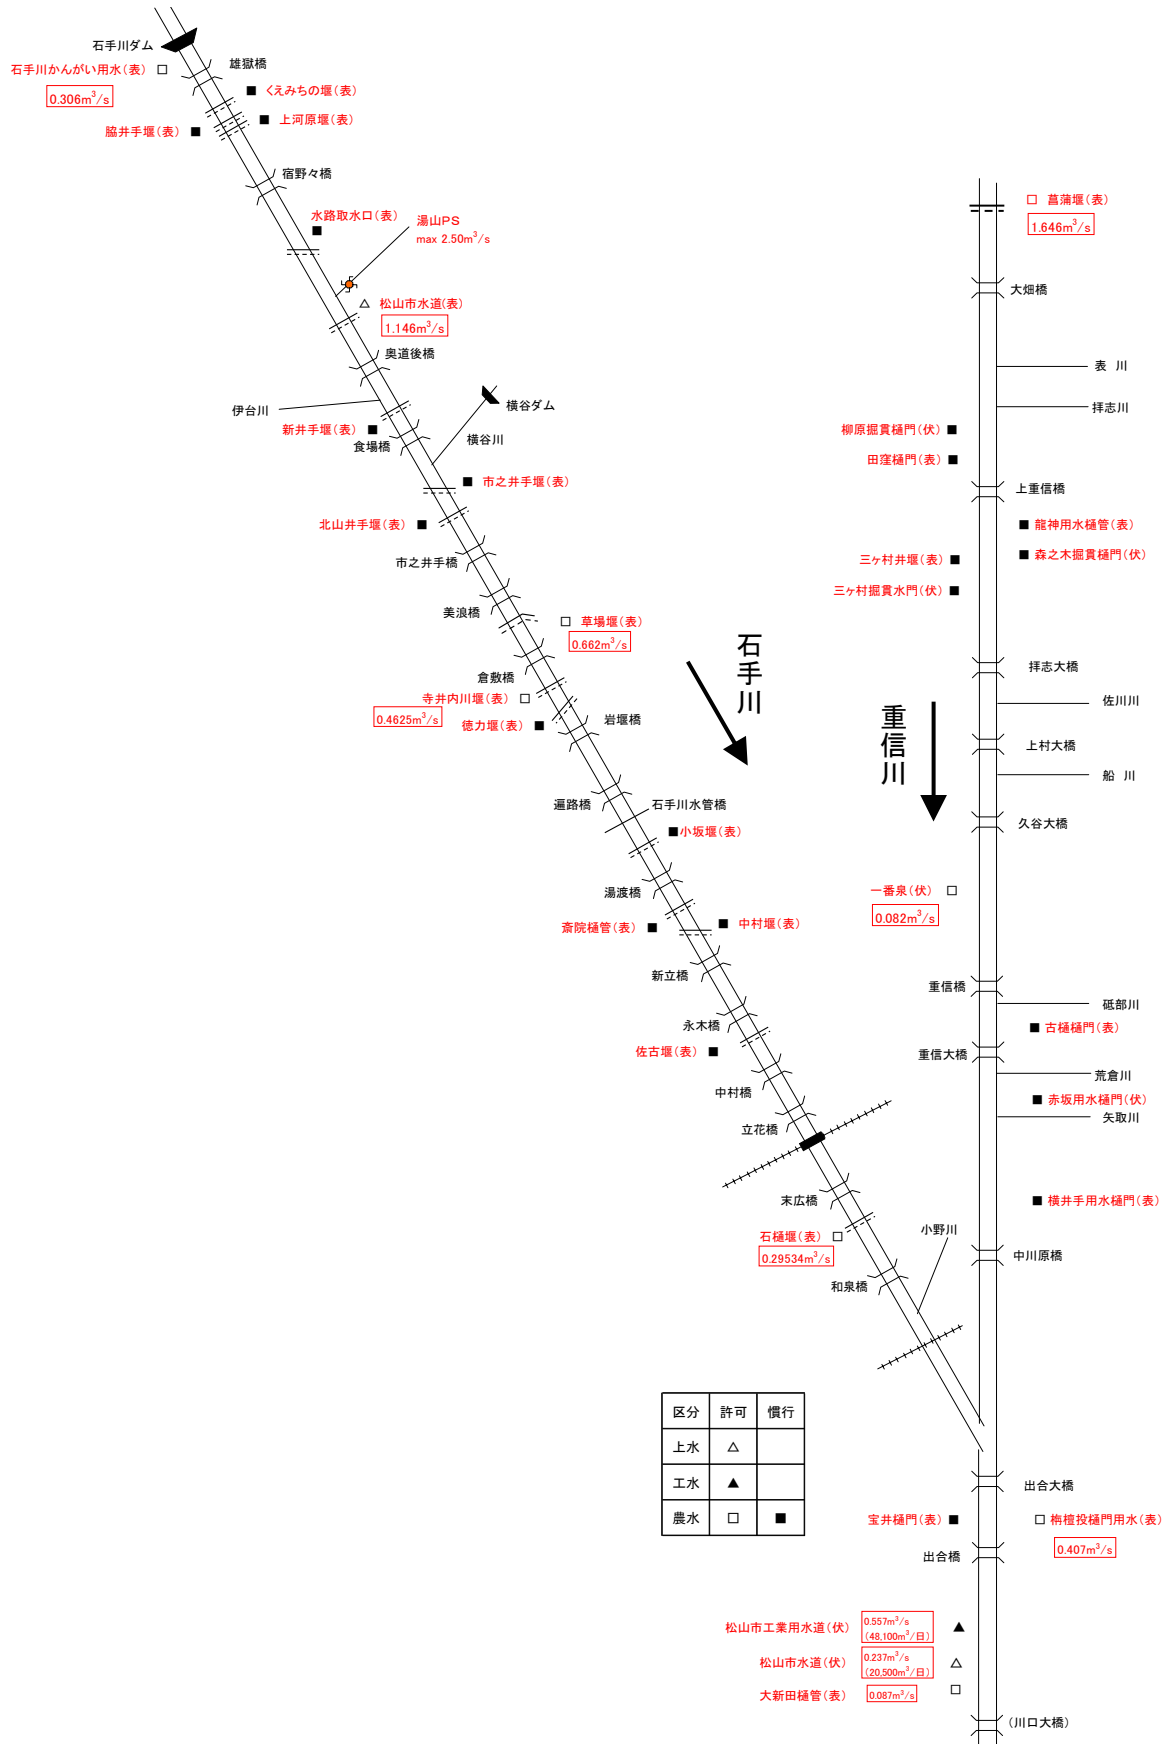 石手川ダム
石手川かんがい用水(表)
0.306m³/s
雄獄橋
くえみちの堰(表)
上河原堰(表)
脇井手堰(表)
宿野々橋
水路取水口(表)
湯山PS
max 2.50m³/s
松山市水道(表)
1.146m³/s
奥道後橋
伊台川
横谷ダム
新井手堰(表)
食場橋
横谷川
市之井手堰(表)
北山井手堰(表)
市之井手橋
美浪橋
草場堰(表)
0.662m³/s
倉敷橋
寺井内川堰(表)
0.4625m³/s
徳力堰(表)
岩堰橋
遍路橋
石手川水管橋
小坂堰(表)
湯渡橋
斎院樋管(表)
中村堰(表)
新立橋
永木橋
佐古堰(表)
中村橋
立花橋
末広橋
石樋堰(表)
0.29534m³/s
和泉橋
小野川
石手川
重信川
菖蒲堰(表)
1.646m³/s
大畑橋
表 川
拝志川
柳原掘貫樋門(伏)
田窪樋門(表)
上重信橋
龍神用水樋管(表)
森之木掘貫樋門(伏)
三ヶ村井堰(表)
三ヶ村掘貫水門(伏)
拝志大橋
佐川川
上村大橋
船 川
久谷大橋
一番泉(伏)
0.082m³/s
重信橋
砥部川
古樋樋門(表)
重信大橋
荒倉川
赤坂用水樋門(伏)
矢取川
横井手用水樋門(表)
中川原橋
区分 許可 慣行
上水 △
工水 ▲
農水 □ ■
出合大橋
宝井樋門(表)
栴檀投樋門用水(表)
0.407m³/s
出合橋
松山市工業用水道(伏)
0.557m³/s
(48,100m³/日)
松山市水道(伏)
0.237m³/s
(20,500m³/日)
大新田樋管(表)
0.087m³/s
(川口大橋)